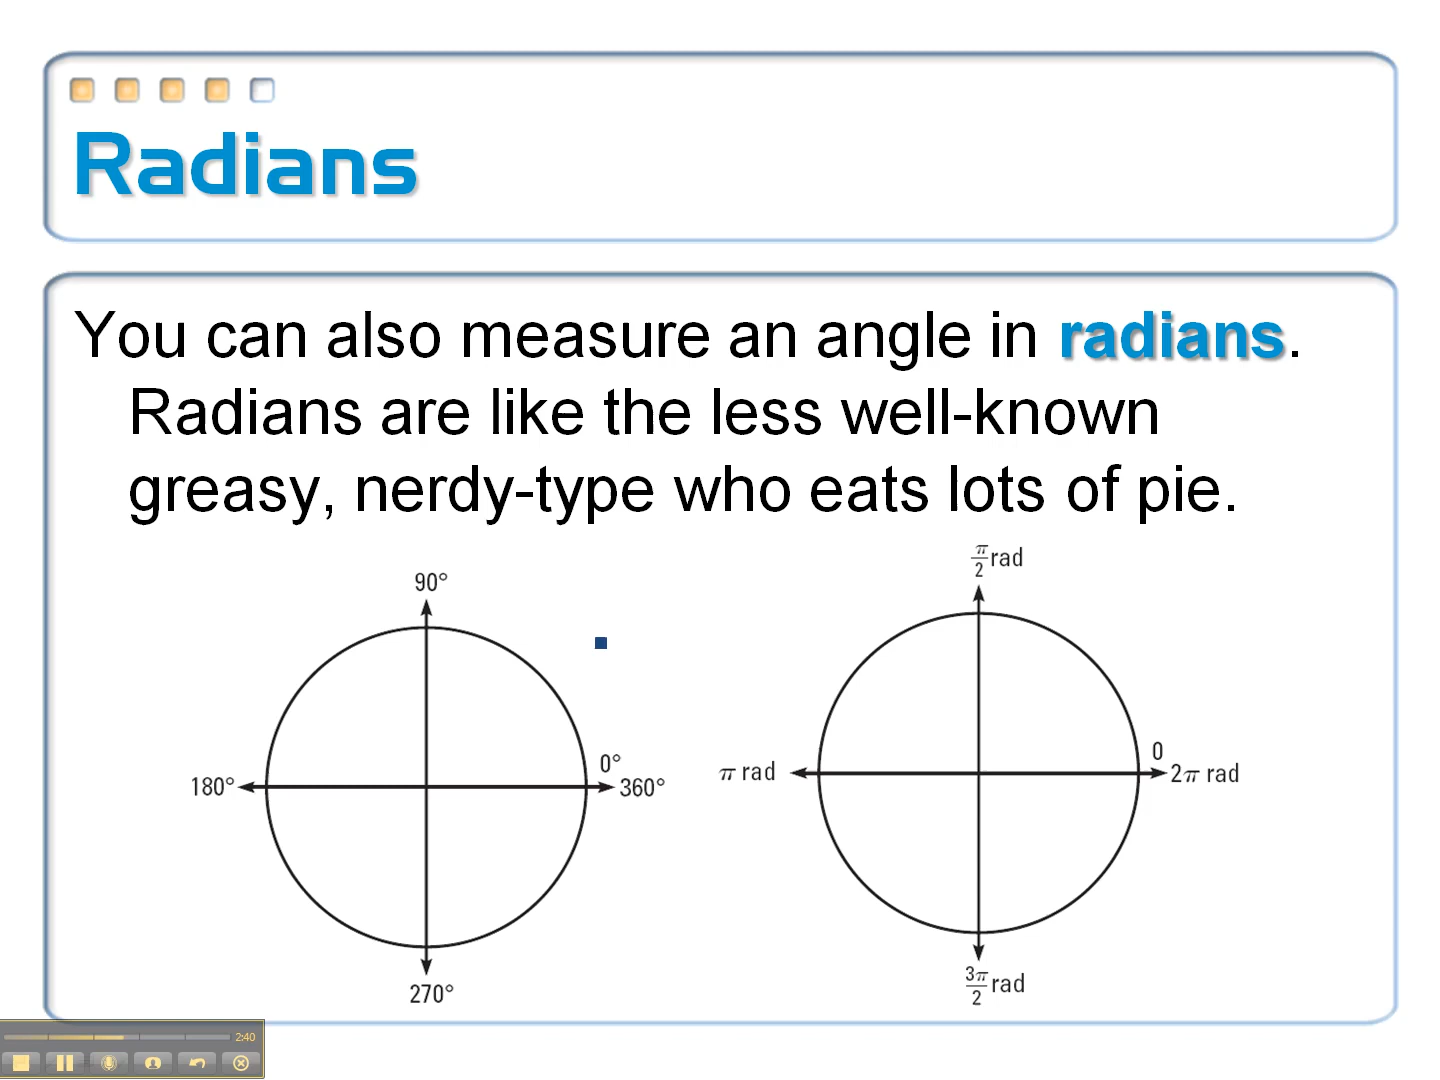 Radians
You can also measure an angle in radians.
Radians are like the less well-known
greasy, nerdy-type who eats lots of pie.
90°
180°
0°
360°
270°
π/2 rad
π rad
0
2π rad
3π/2 rad
2:40